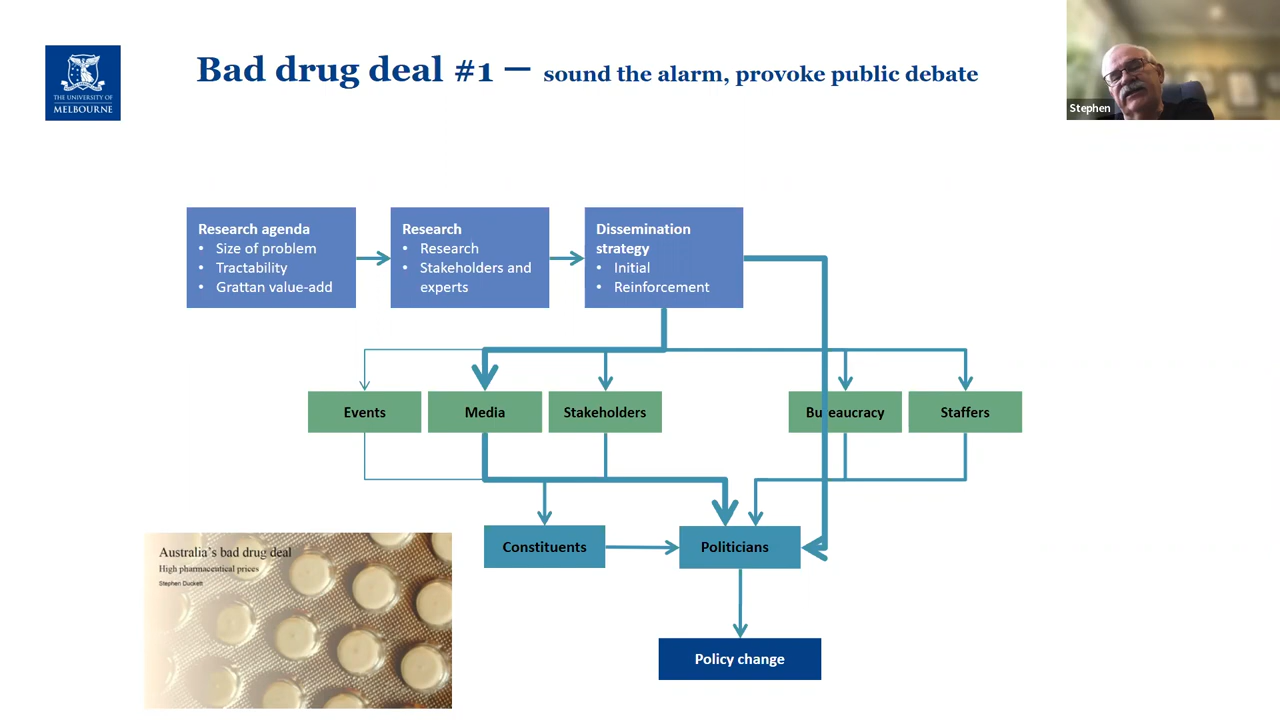 THE UNIVERSITY OF
MELBOURNE
Bad drug deal #1 — sound the alarm, provoke public debate
Stephen
Research agenda
• Size of problem
• Tractability
• Grattan value-add
Research
• Research
• Stakeholders and
experts
Dissemination
strategy
• Initial
• Reinforcement
Events
Media
Stakeholders
Bureaucracy
Staffers
Constituents
Politicians
Policy change
Australia's bad drug deal
High pharmaceutical prices
Stephen Duckett